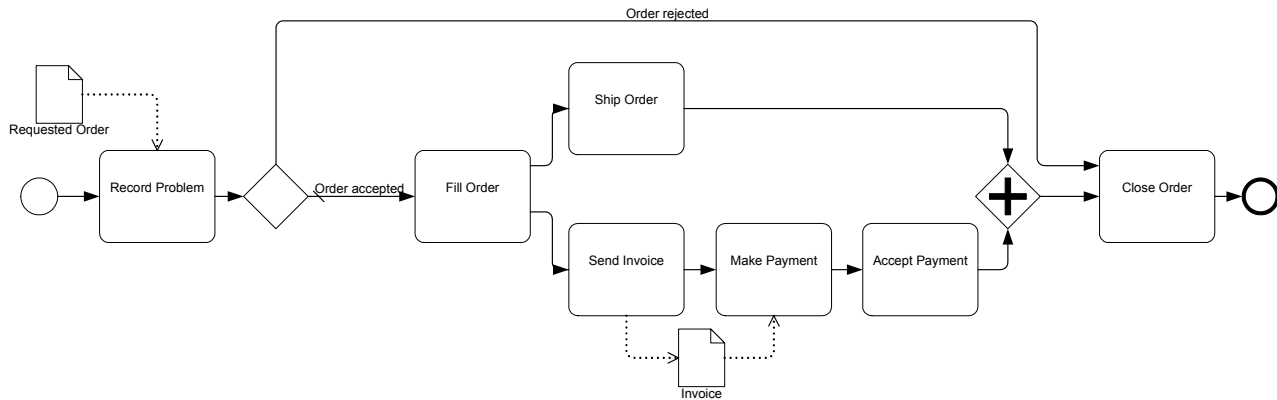 Order rejected
Ship Order
Requested Order
Record Problem
Order accepted
Fill Order
Close Order
Send Invoice
Make Payment
Accept Payment
Invoice